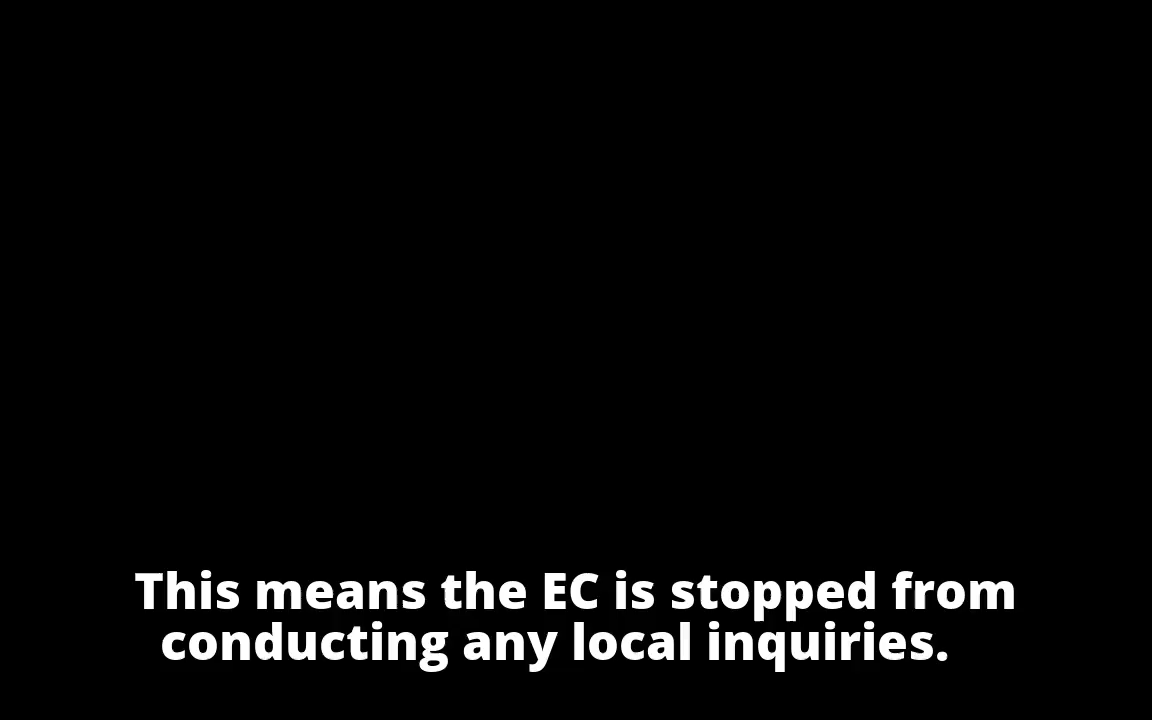 This means the EC is stopped from
conducting any local inquiries.